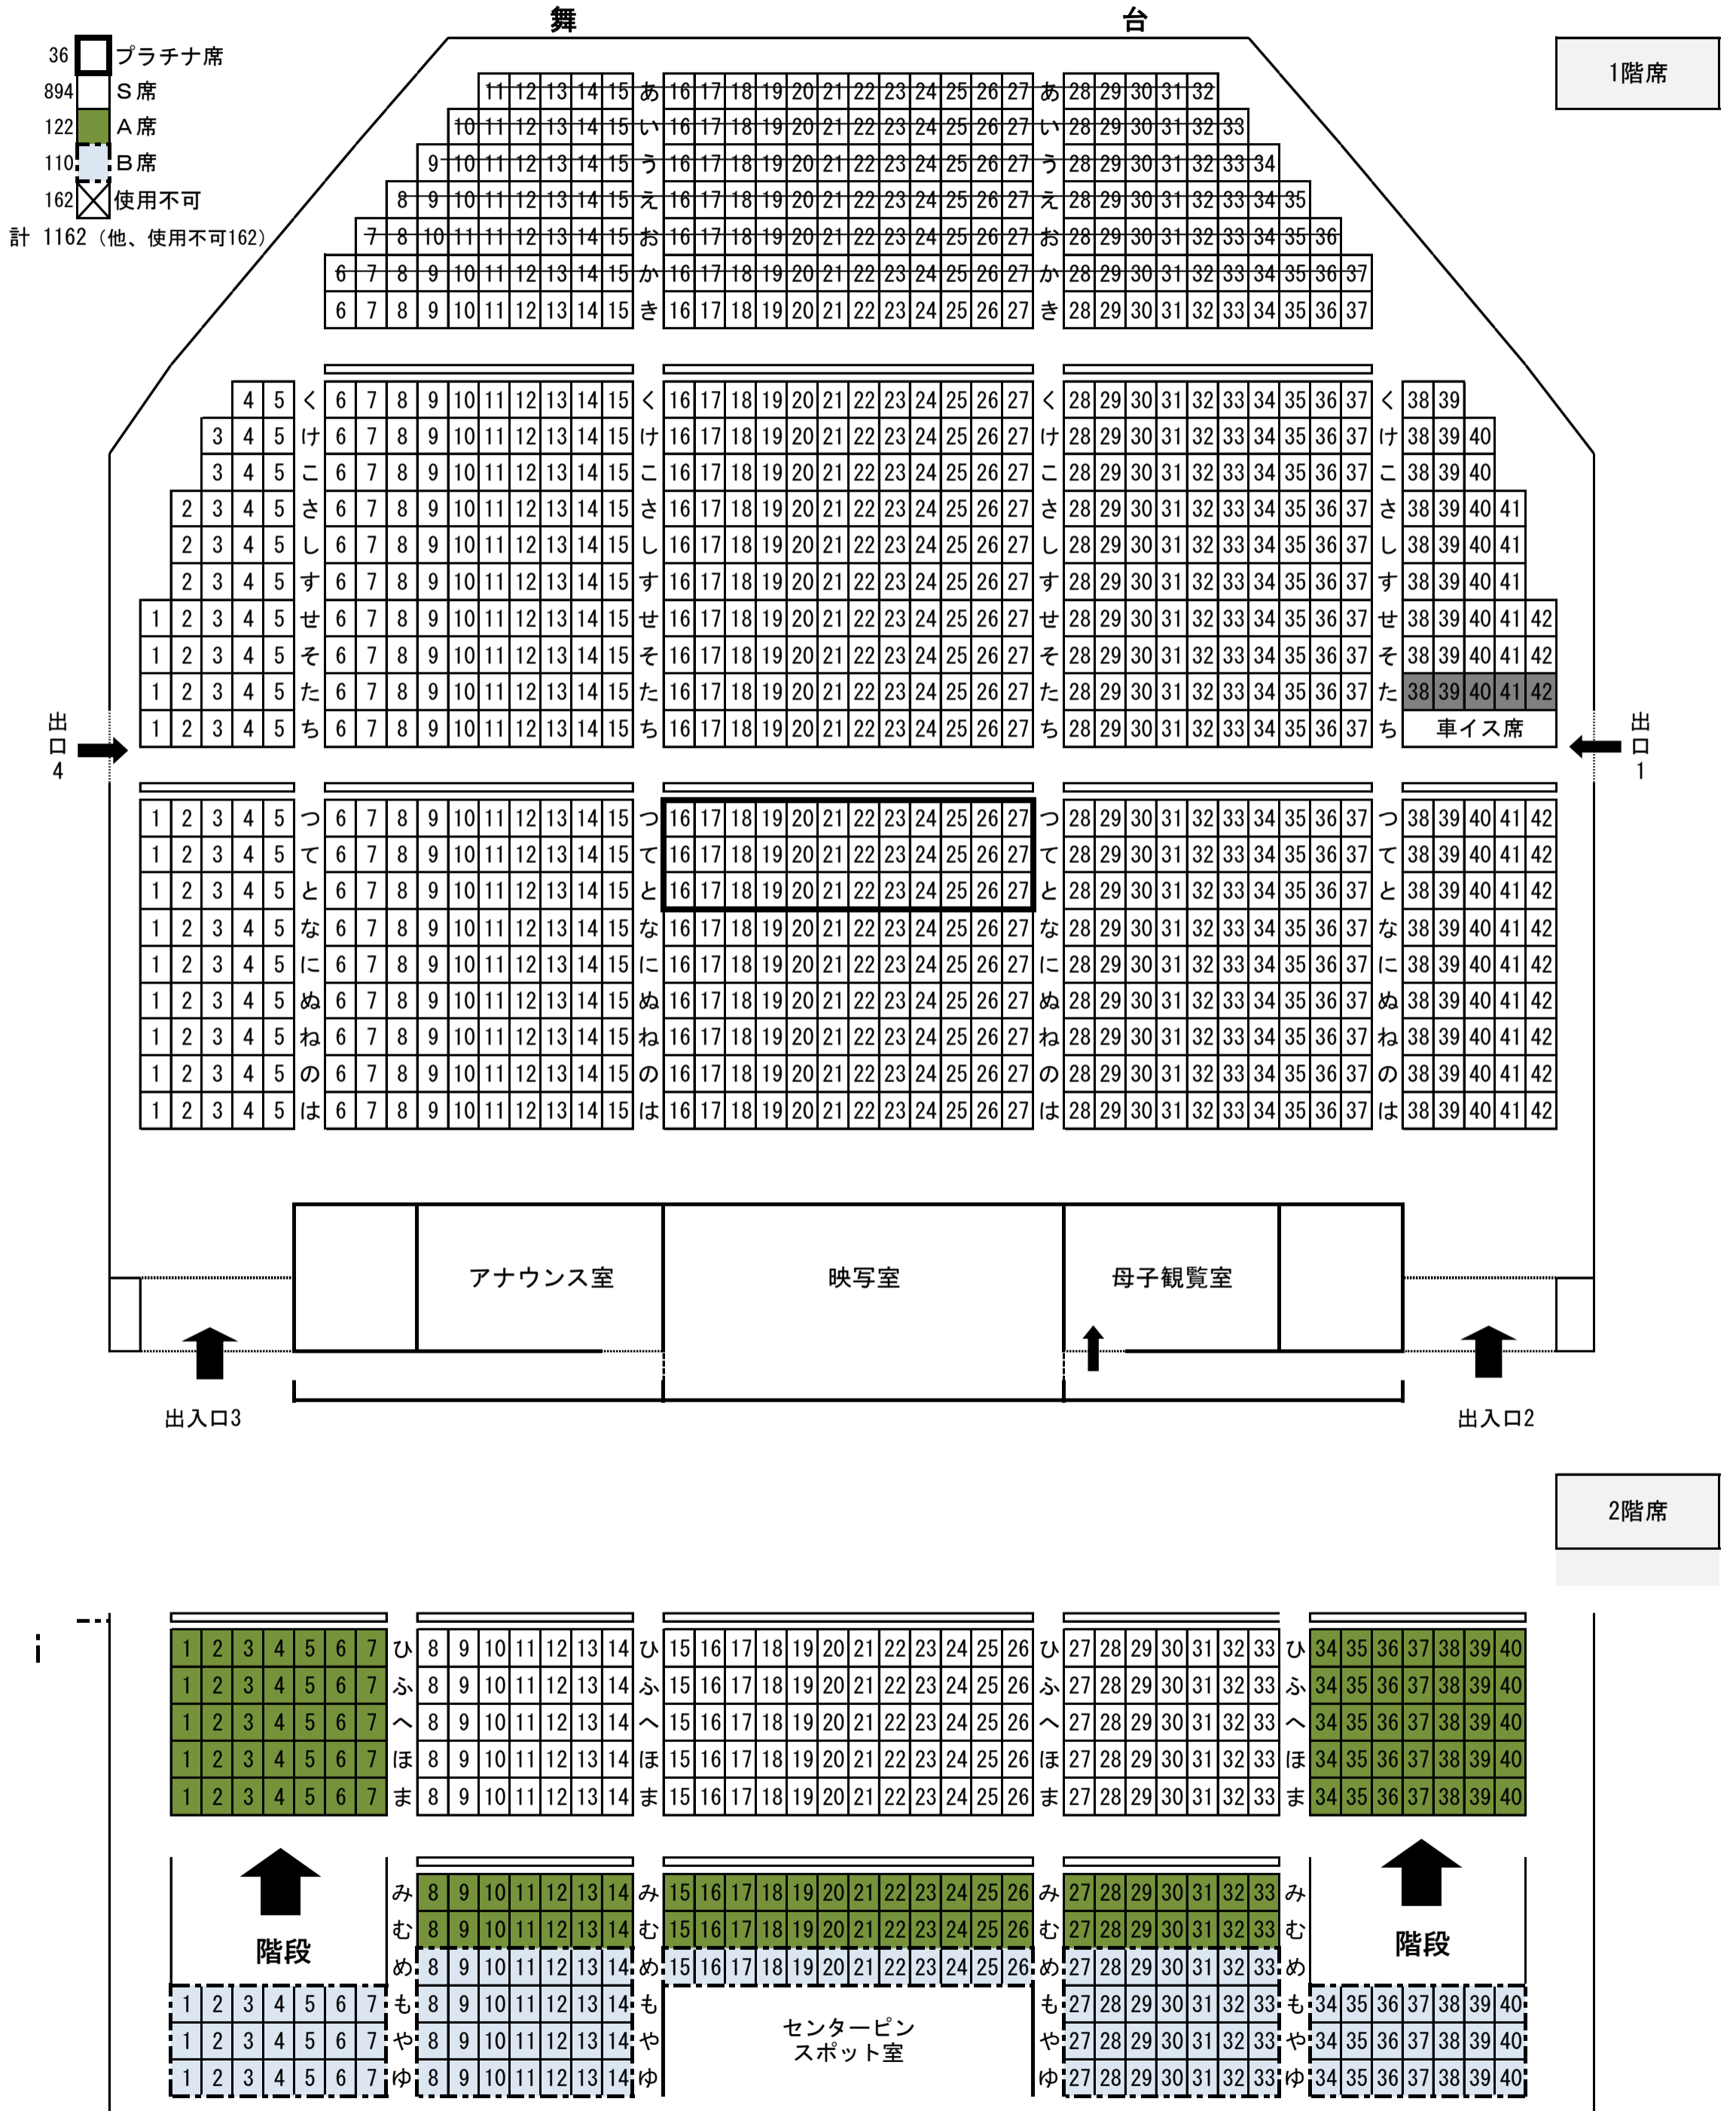 舞 台
36 プラチナ席
894 S席
122 A席
110 B席
162 使用不可
計 1162（他、使用不可162）
1階席
11 12 13 14 15 あ 16 17 18 19 20 21 22 23 24 25 26 27 あ 28 29 30 31 32
10 11 12 13 14 15 い 16 17 18 19 20 21 22 23 24 25 26 27 い 28 29 30 31 32 33
9 10 11 12 13 14 15 う 16 17 18 19 20 21 22 23 24 25 26 27 う 28 29 30 31 32 33 34
8 9 10 11 12 13 14 15 え 16 17 18 19 20 21 22 23 24 25 26 27 え 28 29 30 31 32 33 34 35
7 8 10 11 11 12 13 14 15 お 16 17 18 19 20 21 22 23 24 25 26 27 お 28 29 30 31 32 33 34 35 36
6 7 8 9 10 11 12 13 14 15 か 16 17 18 19 20 21 22 23 24 25 26 27 か 28 29 30 31 32 33 34 35 36 37
6 7 8 9 10 11 12 13 14 15 き 16 17 18 19 20 21 22 23 24 25 26 27 き 28 29 30 31 32 33 34 35 36 37
4 5 く 6 7 8 9 10 11 12 13 14 15 く 16 17 18 19 20 21 22 23 24 25 26 27 く 28 29 30 31 32 33 34 35 36 37 く 38 39
3 4 5 け 6 7 8 9 10 11 12 13 14 15 け 16 17 18 19 20 21 22 23 24 25 26 27 け 28 29 30 31 32 33 34 35 36 37 け 38 39 40
3 4 5 こ 6 7 8 9 10 11 12 13 14 15 こ 16 17 18 19 20 21 22 23 24 25 26 27 こ 28 29 30 31 32 33 34 35 36 37 こ 38 39 40
2 3 4 5 さ 6 7 8 9 10 11 12 13 14 15 さ 16 17 18 19 20 21 22 23 24 25 26 27 さ 28 29 30 31 32 33 34 35 36 37 さ 38 39 40 41
2 3 4 5 し 6 7 8 9 10 11 12 13 14 15 し 16 17 18 19 20 21 22 23 24 25 26 27 し 28 29 30 31 32 33 34 35 36 37 し 38 39 40 41
2 3 4 5 す 6 7 8 9 10 11 12 13 14 15 す 16 17 18 19 20 21 22 23 24 25 26 27 す 28 29 30 31 32 33 34 35 36 37 す 38 39 40 41
1 2 3 4 5 せ 6 7 8 9 10 11 12 13 14 15 せ 16 17 18 19 20 21 22 23 24 25 26 27 せ 28 29 30 31 32 33 34 35 36 37 せ 38 39 40 41 42
1 2 3 4 5 そ 6 7 8 9 10 11 12 13 14 15 そ 16 17 18 19 20 21 22 23 24 25 26 27 そ 28 29 30 31 32 33 34 35 36 37 そ 38 39 40 41 42
1 2 3 4 5 た 6 7 8 9 10 11 12 13 14 15 た 16 17 18 19 20 21 22 23 24 25 26 27 た 28 29 30 31 32 33 34 35 36 37 た 38 39 40 41 42
1 2 3 4 5 ち 6 7 8 9 10 11 12 13 14 15 ち 16 17 18 19 20 21 22 23 24 25 26 27 ち 28 29 30 31 32 33 34 35 36 37 ち 車イス席
出口4
出口1
1 2 3 4 5 つ 6 7 8 9 10 11 12 13 14 15 つ 16 17 18 19 20 21 22 23 24 25 26 27 つ 28 29 30 31 32 33 34 35 36 37 つ 38 39 40 41 42
1 2 3 4 5 て 6 7 8 9 10 11 12 13 14 15 て 16 17 18 19 20 21 22 23 24 25 26 27 て 28 29 30 31 32 33 34 35 36 37 て 38 39 40 41 42
1 2 3 4 5 と 6 7 8 9 10 11 12 13 14 15 と 16 17 18 19 20 21 22 23 24 25 26 27 と 28 29 30 31 32 33 34 35 36 37 と 38 39 40 41 42
1 2 3 4 5 な 6 7 8 9 10 11 12 13 14 15 な 16 17 18 19 20 21 22 23 24 25 26 27 な 28 29 30 31 32 33 34 35 36 37 な 38 39 40 41 42
1 2 3 4 5 に 6 7 8 9 10 11 12 13 14 15 に 16 17 18 19 20 21 22 23 24 25 26 27 に 28 29 30 31 32 33 34 35 36 37 に 38 39 40 41 42
1 2 3 4 5 ぬ 6 7 8 9 10 11 12 13 14 15 ぬ 16 17 18 19 20 21 22 23 24 25 26 27 ぬ 28 29 30 31 32 33 34 35 36 37 ぬ 38 39 40 41 42
1 2 3 4 5 ね 6 7 8 9 10 11 12 13 14 15 ね 16 17 18 19 20 21 22 23 24 25 26 27 ね 28 29 30 31 32 33 34 35 36 37 ね 38 39 40 41 42
1 2 3 4 5 の 6 7 8 9 10 11 12 13 14 15 の 16 17 18 19 20 21 22 23 24 25 26 27 の 28 29 30 31 32 33 34 35 36 37 の 38 39 40 41 42
1 2 3 4 5 は 6 7 8 9 10 11 12 13 14 15 は 16 17 18 19 20 21 22 23 24 25 26 27 は 28 29 30 31 32 33 34 35 36 37 は 38 39 40 41 42
アナウンス室 映写室 母子観覧室
出入口3 出入口2
2階席
1 2 3 4 5 6 7 ひ 8 9 10 11 12 13 14 ひ 15 16 17 18 19 20 21 22 23 24 25 26 ひ 27 28 29 30 31 32 33 ひ 34 35 36 37 38 39 40
1 2 3 4 5 6 7 ふ 8 9 10 11 12 13 14 ふ 15 16 17 18 19 20 21 22 23 24 25 26 ふ 27 28 29 30 31 32 33 ふ 34 35 36 37 38 39 40
1 2 3 4 5 6 7 へ 8 9 10 11 12 13 14 へ 15 16 17 18 19 20 21 22 23 24 25 26 へ 27 28 29 30 31 32 33 へ 34 35 36 37 38 39 40
1 2 3 4 5 6 7 ほ 8 9 10 11 12 13 14 ほ 15 16 17 18 19 20 21 22 23 24 25 26 ほ 27 28 29 30 31 32 33 ほ 34 35 36 37 38 39 40
1 2 3 4 5 6 7 ま 8 9 10 11 12 13 14 ま 15 16 17 18 19 20 21 22 23 24 25 26 ま 27 28 29 30 31 32 33 ま 34 35 36 37 38 39 40
み 8 9 10 11 12 13 14 み 15 16 17 18 19 20 21 22 23 24 25 26 み 27 28 29 30 31 32 33 み
む 8 9 10 11 12 13 14 む 15 16 17 18 19 20 21 22 23 24 25 26 む 27 28 29 30 31 32 33 む
階段 階段
め 8 9 10 11 12 13 14 め 15 16 17 18 19 20 21 22 23 24 25 26 め 27 28 29 30 31 32 33 め
1 2 3 4 5 6 7 も 8 9 10 11 12 13 14 も も 27 28 29 30 31 32 33 も 34 35 36 37 38 39 40
センターピン
スポット室
1 2 3 4 5 6 7 や 8 9 10 11 12 13 14 や や 27 28 29 30 31 32 33 や 34 35 36 37 38 39 40
1 2 3 4 5 6 7 ゆ 8 9 10 11 12 13 14 ゆ ゆ 27 28 29 30 31 32 33 ゆ 34 35 36 37 38 39 40